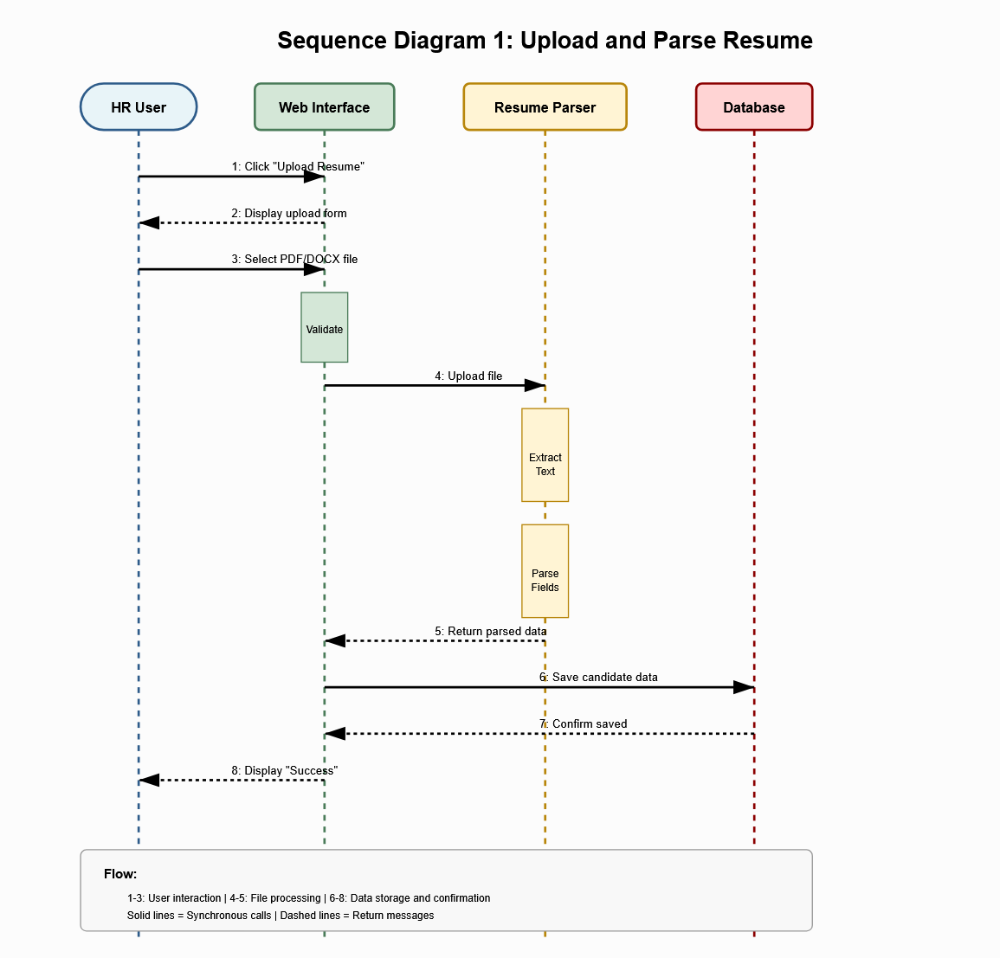 Sequence Diagram 1: Upload and Parse Resume
HR User
Web Interface
Resume Parser
Database
1: Click "Upload Resume"
2: Display upload form
3: Select PDF/DOCX file
Validate
4: Upload file
Extract
Text
Parse
Fields
5: Return parsed data
6: Save candidate data
7: Confirm saved
8: Display "Success"
Flow:
1-3: User interaction | 4-5: File processing | 6-8: Data storage and confirmation
Solid lines = Synchronous calls | Dashed lines = Return messages